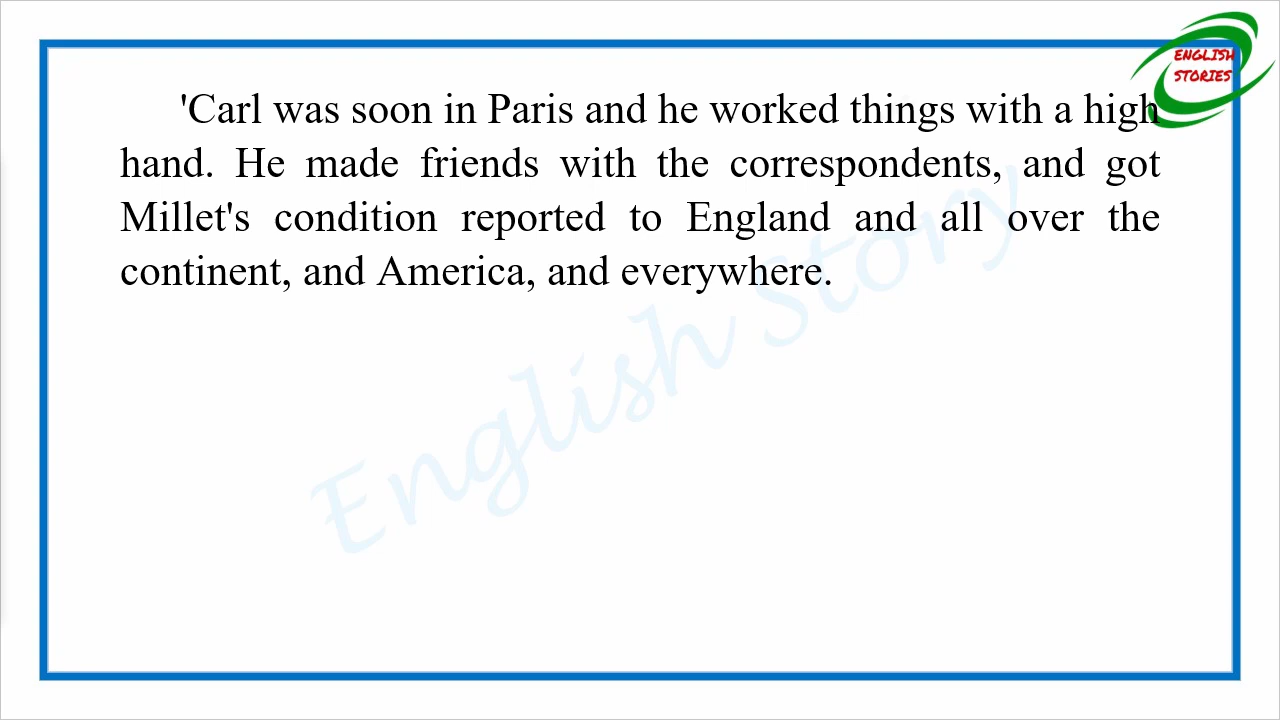 ENGLISH
STORIES
'Carl was soon in Paris and he worked things with a high
hand. He made friends with the correspondents, and got
Millet's condition reported to England and all over the
continent, and America, and everywhere.
English Story